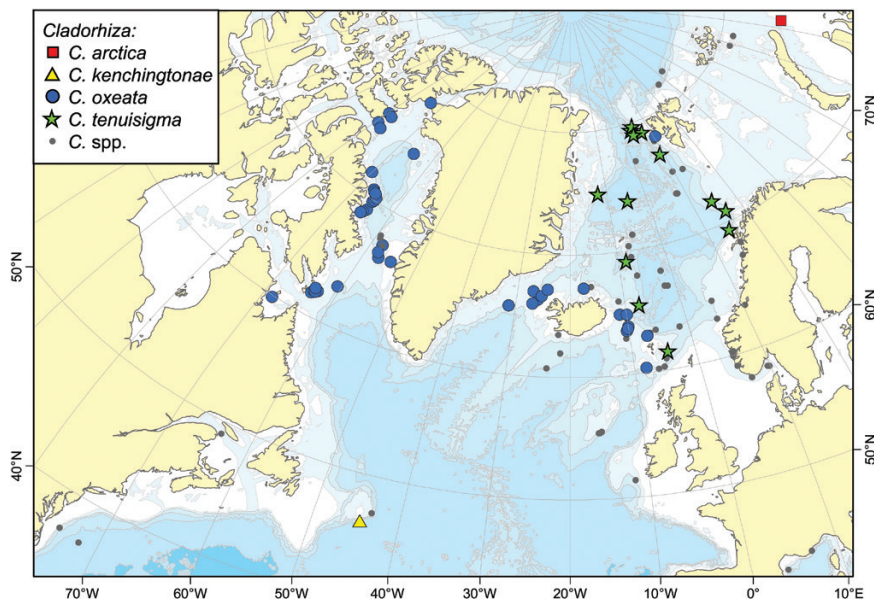 Cladorhiza:
C. arctica
C. kenchingtonae
C. oxeata
C. tenuisigma
C. spp.
70°N
60°N
50°N
50°N
40°N
70°W
60°W
50°W
40°W
30°W
20°W
10°W
0°
10°E